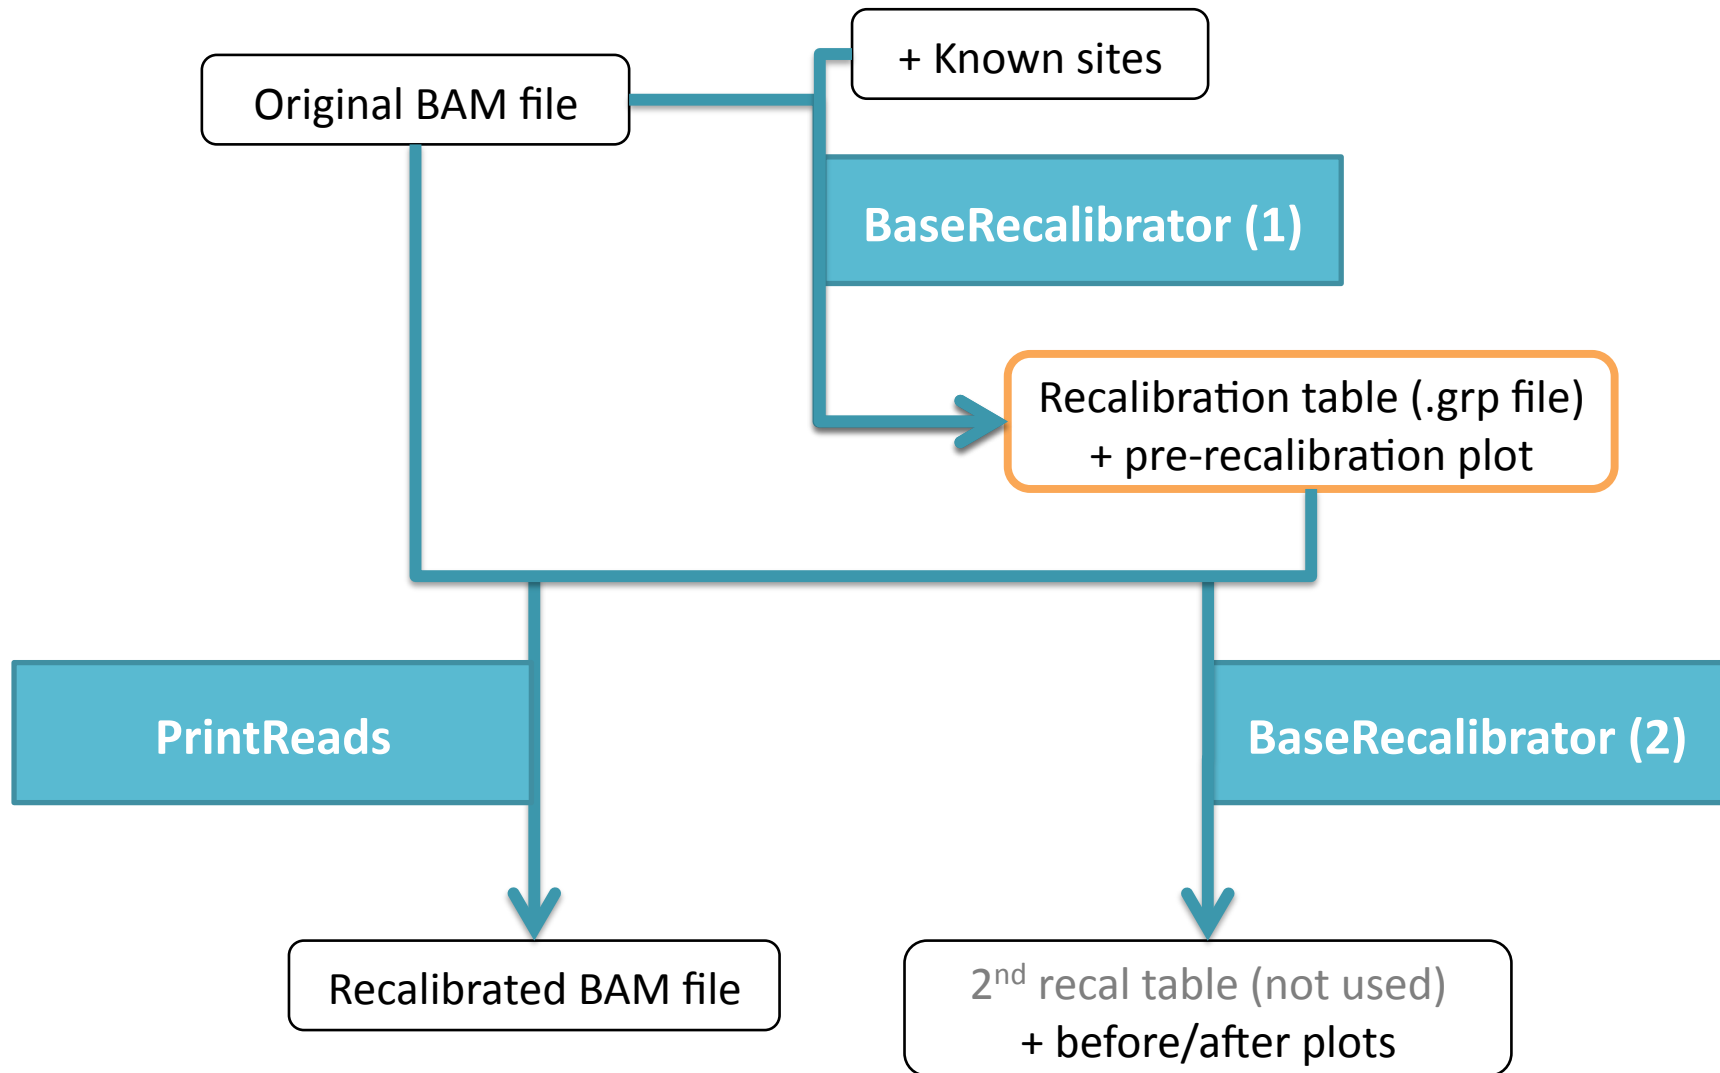 + Known sites
Original BAM file
BaseRecalibrator (1)
Recalibration table (.grp file)
+ pre-recalibration plot
PrintReads
BaseRecalibrator (2)
Recalibrated BAM file
2nd recal table (not used)
+ before/after plots